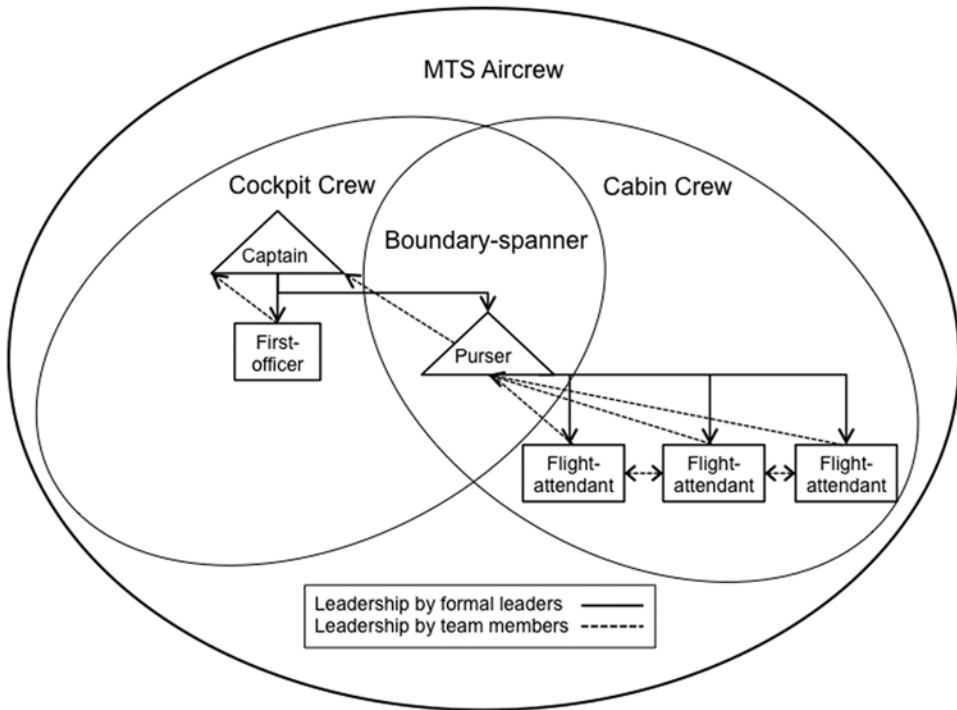 MTS Aircrew
Cockpit Crew
Cabin Crew
Boundary-spanner
Captain
First-
officer
Purser
Flight-
attendant
Flight-
attendant
Flight-
attendant
Leadership by formal leaders
Leadership by team members